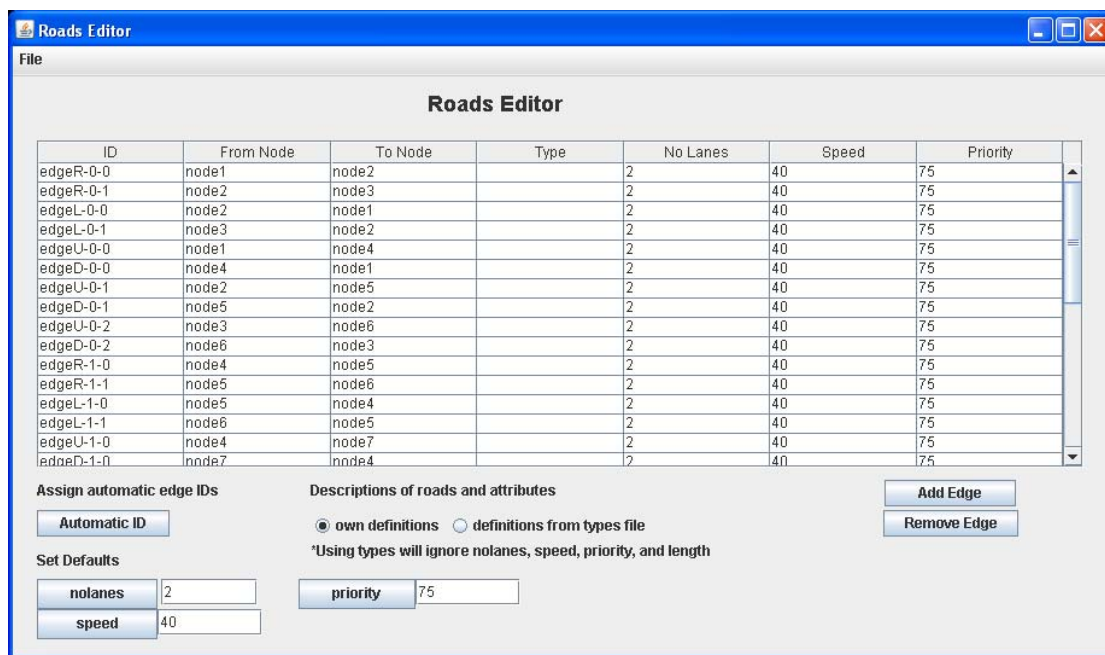 Roads Editor
File
Roads Editor
ID From Node To Node Type No Lanes Speed Priority
edgeR-0-0 node1 node2 2 40 75
edgeR-0-1 node2 node3 2 40 75
edgeL-0-0 node2 node1 2 40 75
edgeL-0-1 node3 node2 2 40 75
edgeU-0-0 node1 node4 2 40 75
edgeD-0-0 node4 node1 2 40 75
edgeU-0-1 node2 node5 2 40 75
edgeD-0-1 node5 node2 2 40 75
edgeU-0-2 node3 node6 2 40 75
edgeD-0-2 node6 node3 2 40 75
edgeR-1-0 node4 node5 2 40 75
edgeR-1-1 node5 node6 2 40 75
edgeL-1-0 node5 node4 2 40 75
edgeL-1-1 node6 node5 2 40 75
edgeU-1-0 node4 node7 2 40 75
edgeD-1-0 node7 node4 2 40 75
Assign automatic edge IDs Descriptions of roads and attributes Add Edge
Automatic ID own definitions definitions from types file Remove Edge
*Using types will ignore nolanes, speed, priority, and length
Set Defaults
nolanes 2 priority 75
speed 40